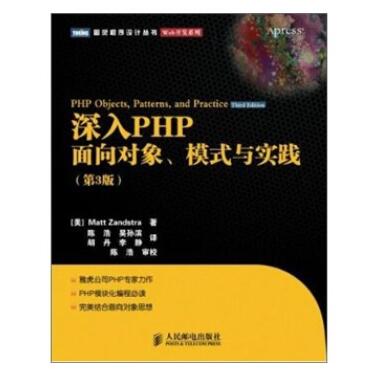 TURING 图灵程序设计丛书 Web开发系列
Apress®
PHP Objects, Patterns, and Practice Third Edition
深入PHP
面向对象、模式与实践
(第3版)
[美] Matt Zandstra 著
陈浩 吴孙滨
胡丹 李静 译
陈浩 审校
雅虎公司PHP专家力作
PHP模块化编程必读
完美结合面向对象思想
人民邮电出版社
POSTS & TELECOM PRESS